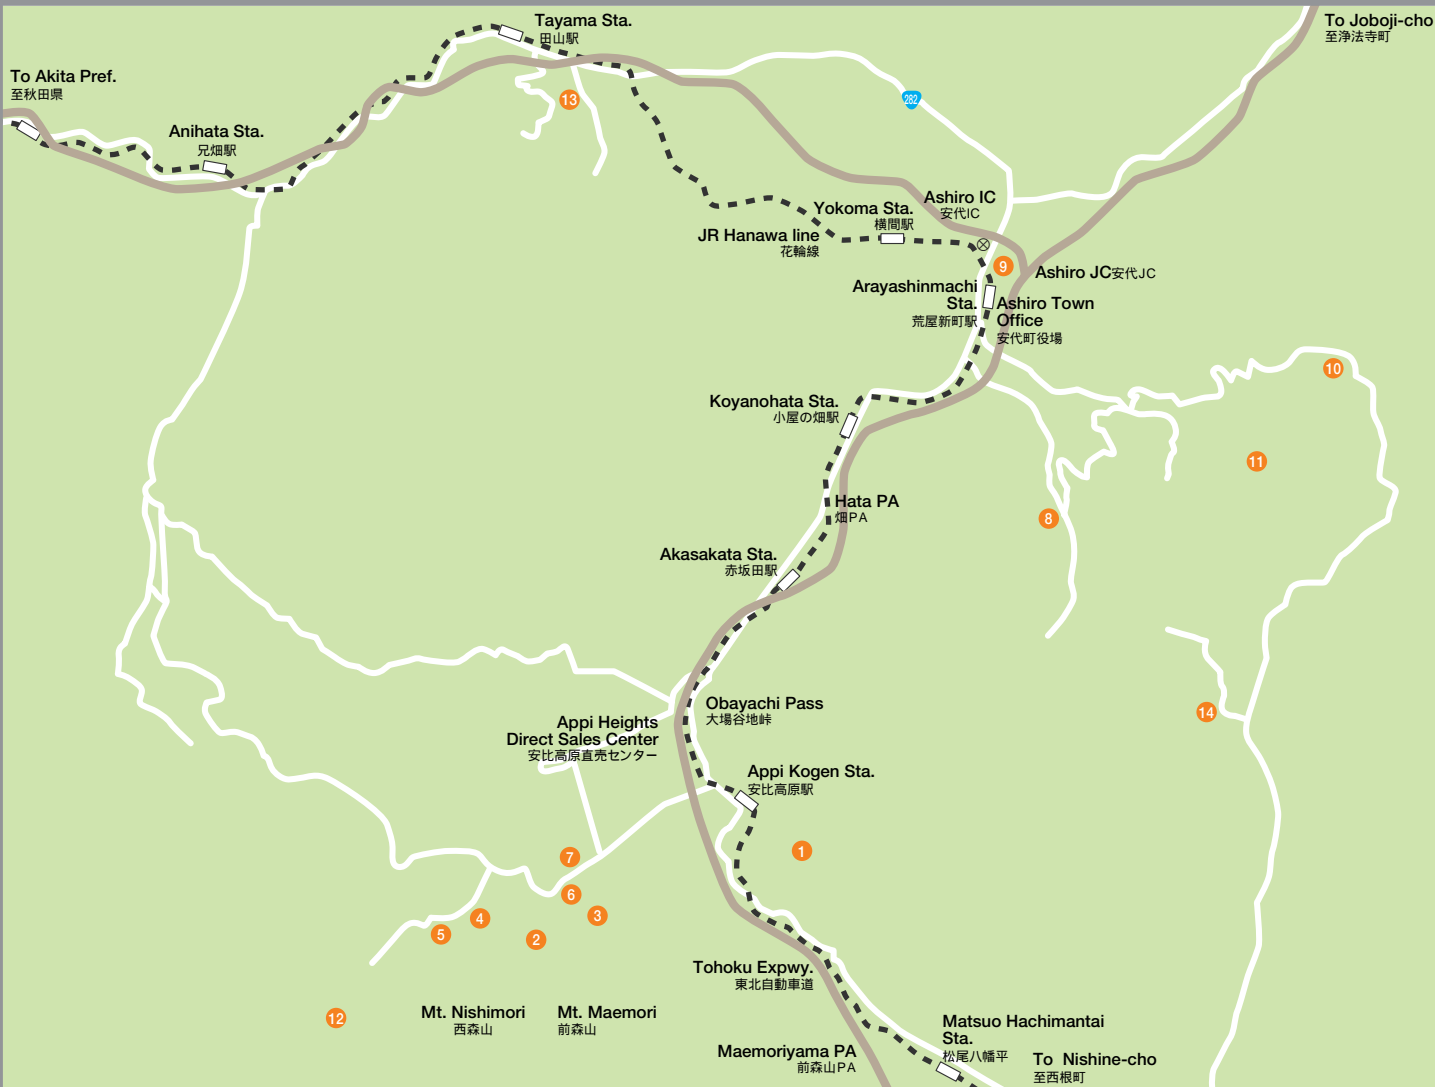 Tayama Sta.
田山駅
To Joboji-cho
至浄法寺町
To Akita Pref.
至秋田県
282
13
Anihata Sta.
兄畑駅
Ashiro IC
安代IC
Yokoma Sta.
横間駅
JR Hanawa line
花輪線
9
Ashiro JC安代JC
Arayashinmachi
Sta.
荒屋新町駅
Ashiro Town
Office
安代町役場
10
Koyanohata Sta.
小屋の畑駅
11
Hata PA
畑PA
8
Akasakata Sta.
赤坂田駅
Obayachi Pass
大場谷地峠
14
Appi Heights
Direct Sales Center
安比高原直売センター
Appi Kogen Sta.
安比高原駅
1
7
6
3
4
5
2
Tohoku Expwy.
東北自動車道
12
Mt. Nishimori
西森山
Mt. Maemori
前森山
Matsuo Hachimantai
Sta.
松尾八幡平
Maemoriyama PA
前森山PA
To Nishine-cho
至西根町